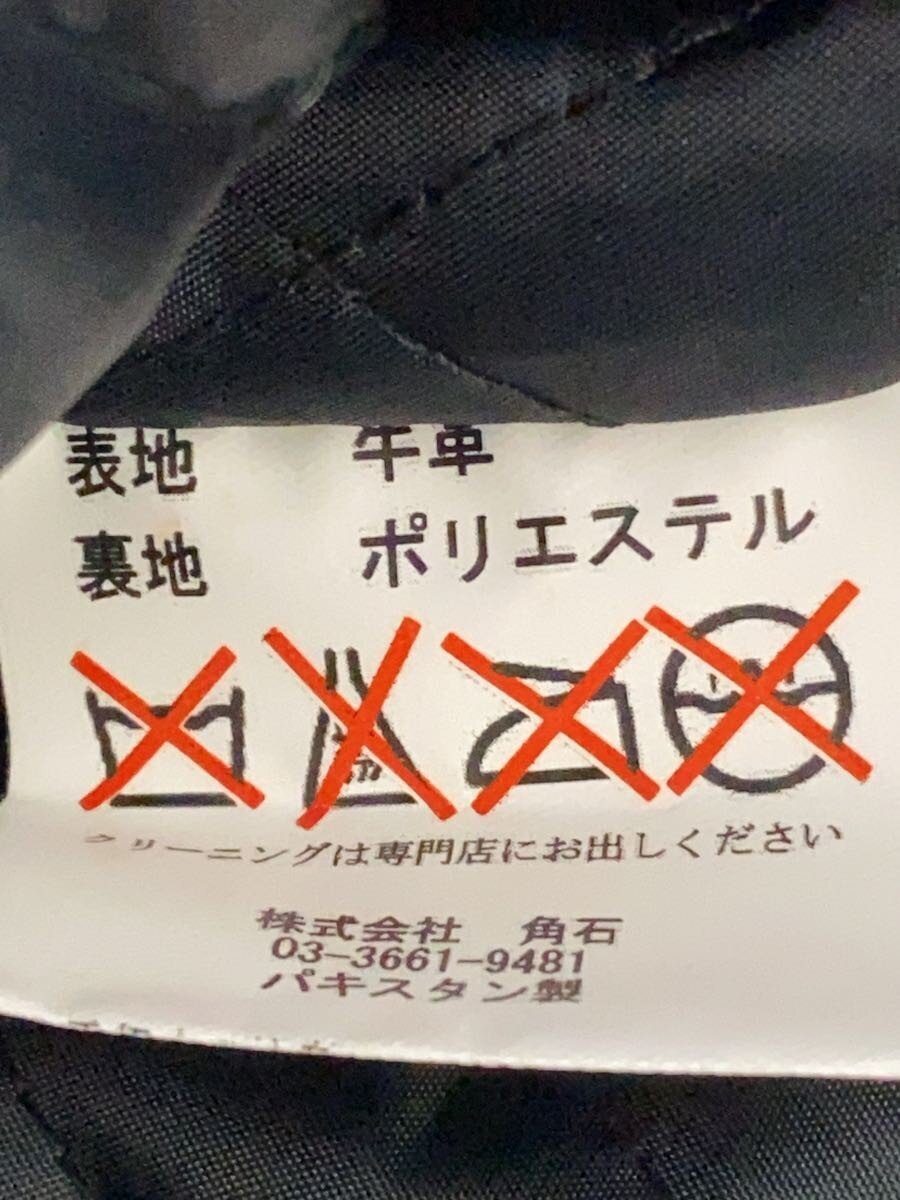 表地 牛革
裏地 ポリエステル
クリーニングは専門店にお出しください
株式会社 角石
03-3661-9481
パキスタン製